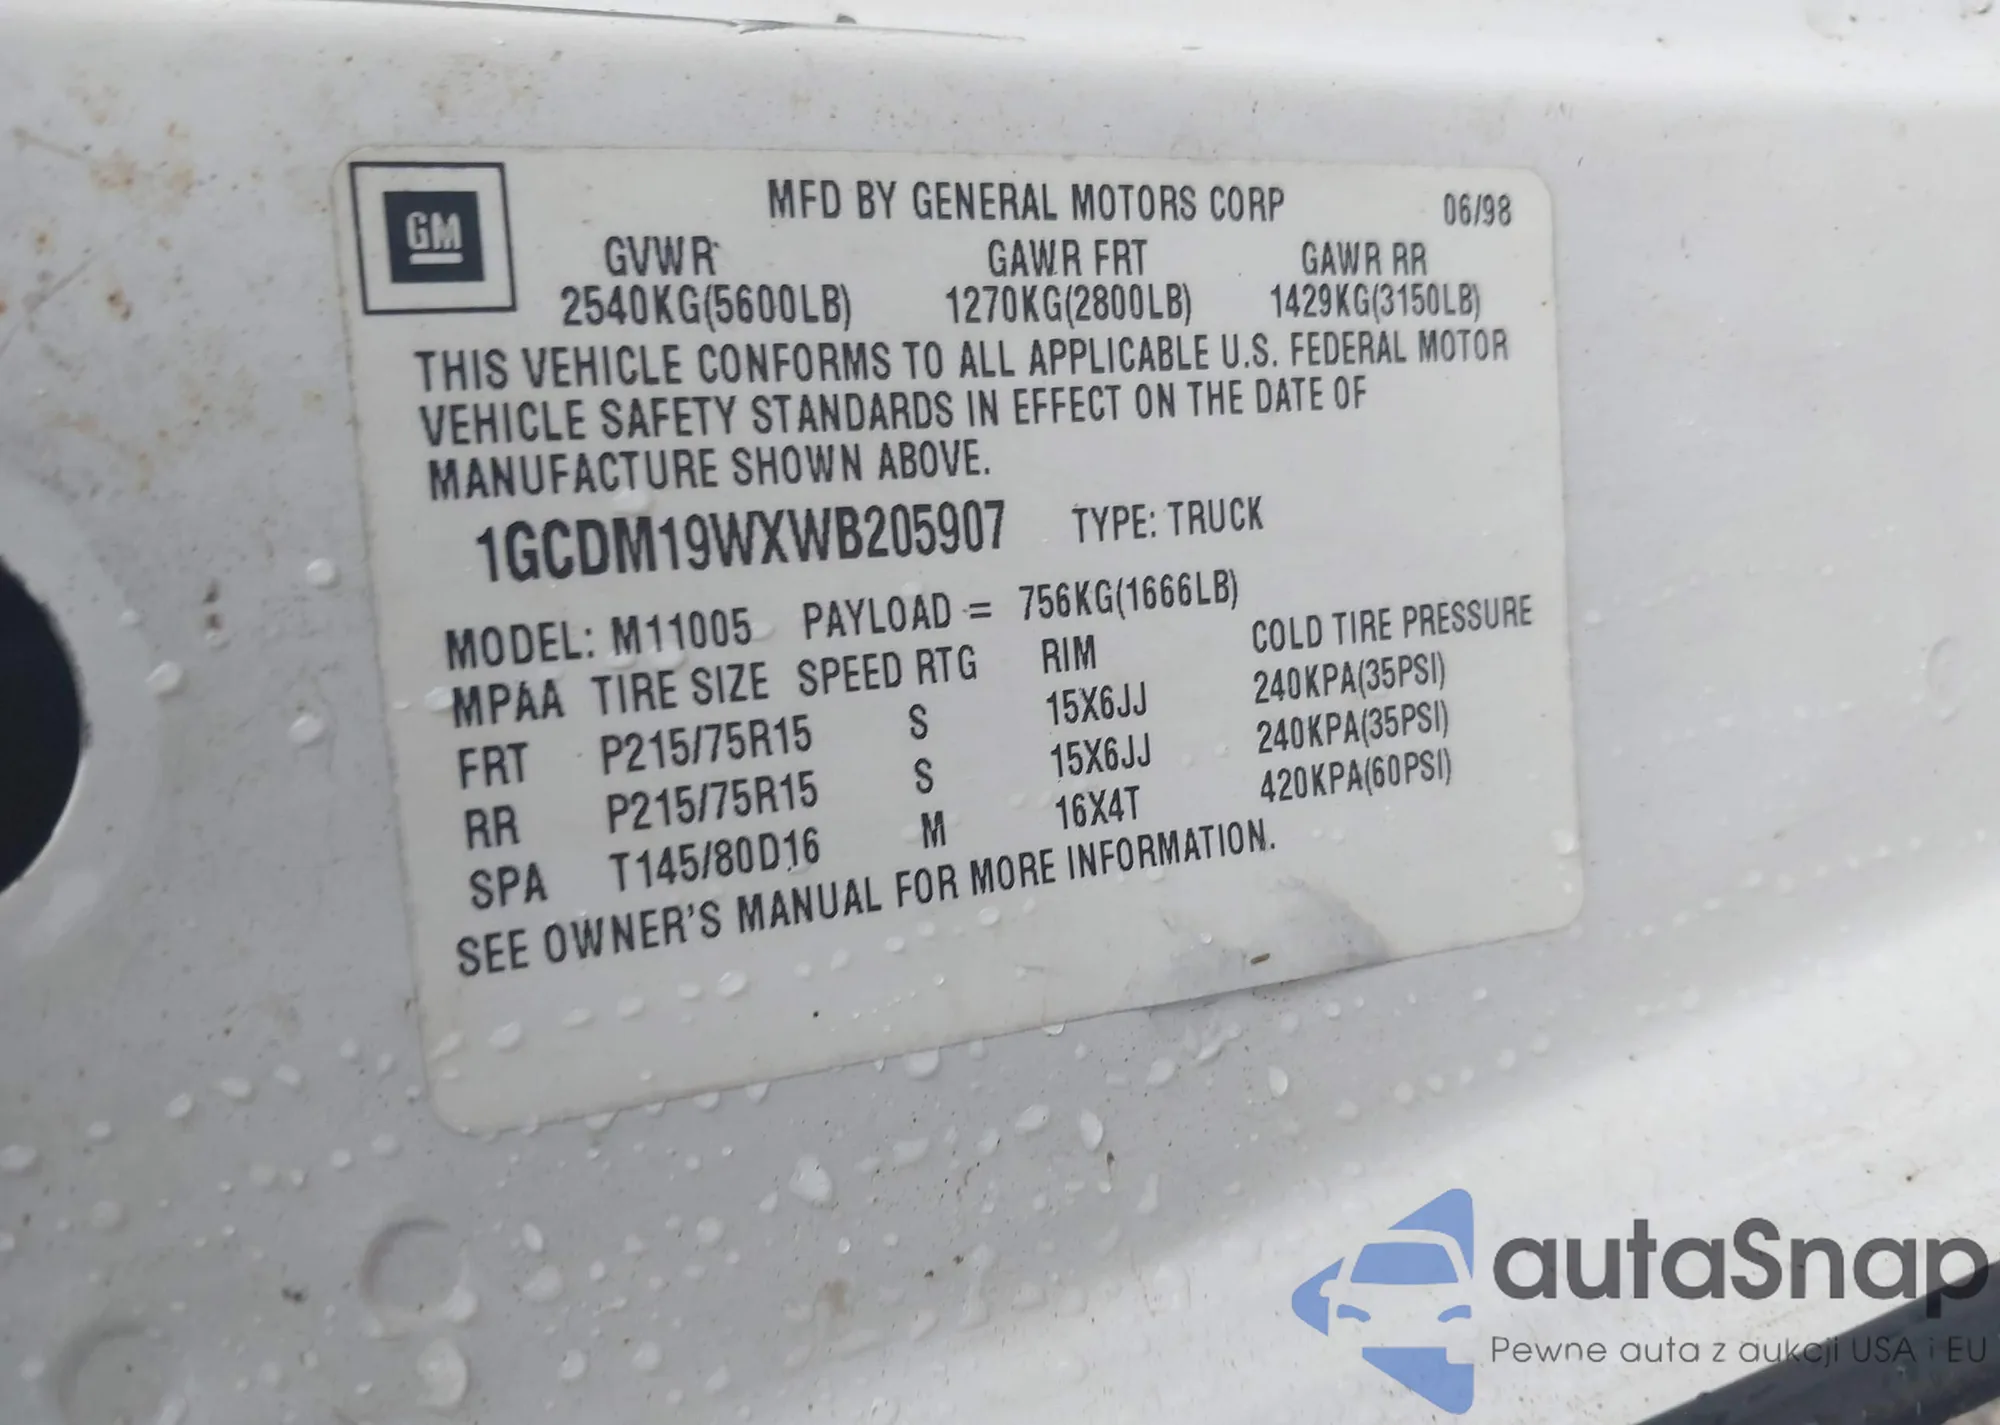 GM
MFD BY GENERAL MOTORS CORP 06/98
GVWR GAWR FRT GAWR RR
2540KG(5600LB) 1270KG(2800LB) 1429KG(3150LB)
THIS VEHICLE CONFORMS TO ALL APPLICABLE U.S. FEDERAL MOTOR
VEHICLE SAFETY STANDARDS IN EFFECT ON THE DATE OF
MANUFACTURE SHOWN ABOVE.
1GCDM19WXWB205907 TYPE: TRUCK
MODEL: M11005 PAYLOAD = 756KG(1666LB)
MPAA TIRE SIZE SPEED RTG RIM COLD TIRE PRESSURE
FRT P215/75R15 S 15X6JJ 240KPA(35PSI)
RR P215/75R15 S 15X6JJ 240KPA(35PSI)
SPA T145/80D16 M 16X4T 420KPA(60PSI)
SEE OWNER'S MANUAL FOR MORE INFORMATION.
autaSnap
Pewne auta z aukcji USA i EU